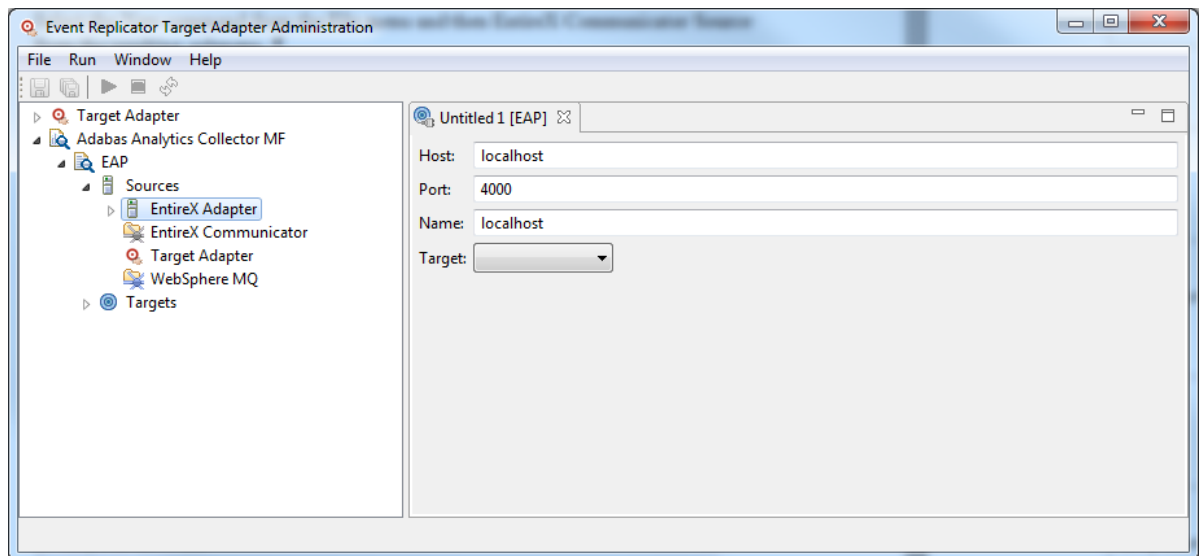 Event Replicator Target Adapter Administration
File Run Window Help
Target Adapter
Adabas Analytics Collector MF
EAP
Sources
EntireX Adapter
EntireX Communicator
Target Adapter
WebSphere MQ
Targets
Untitled 1 [EAP]
Host: localhost
Port: 4000
Name: localhost
Target: